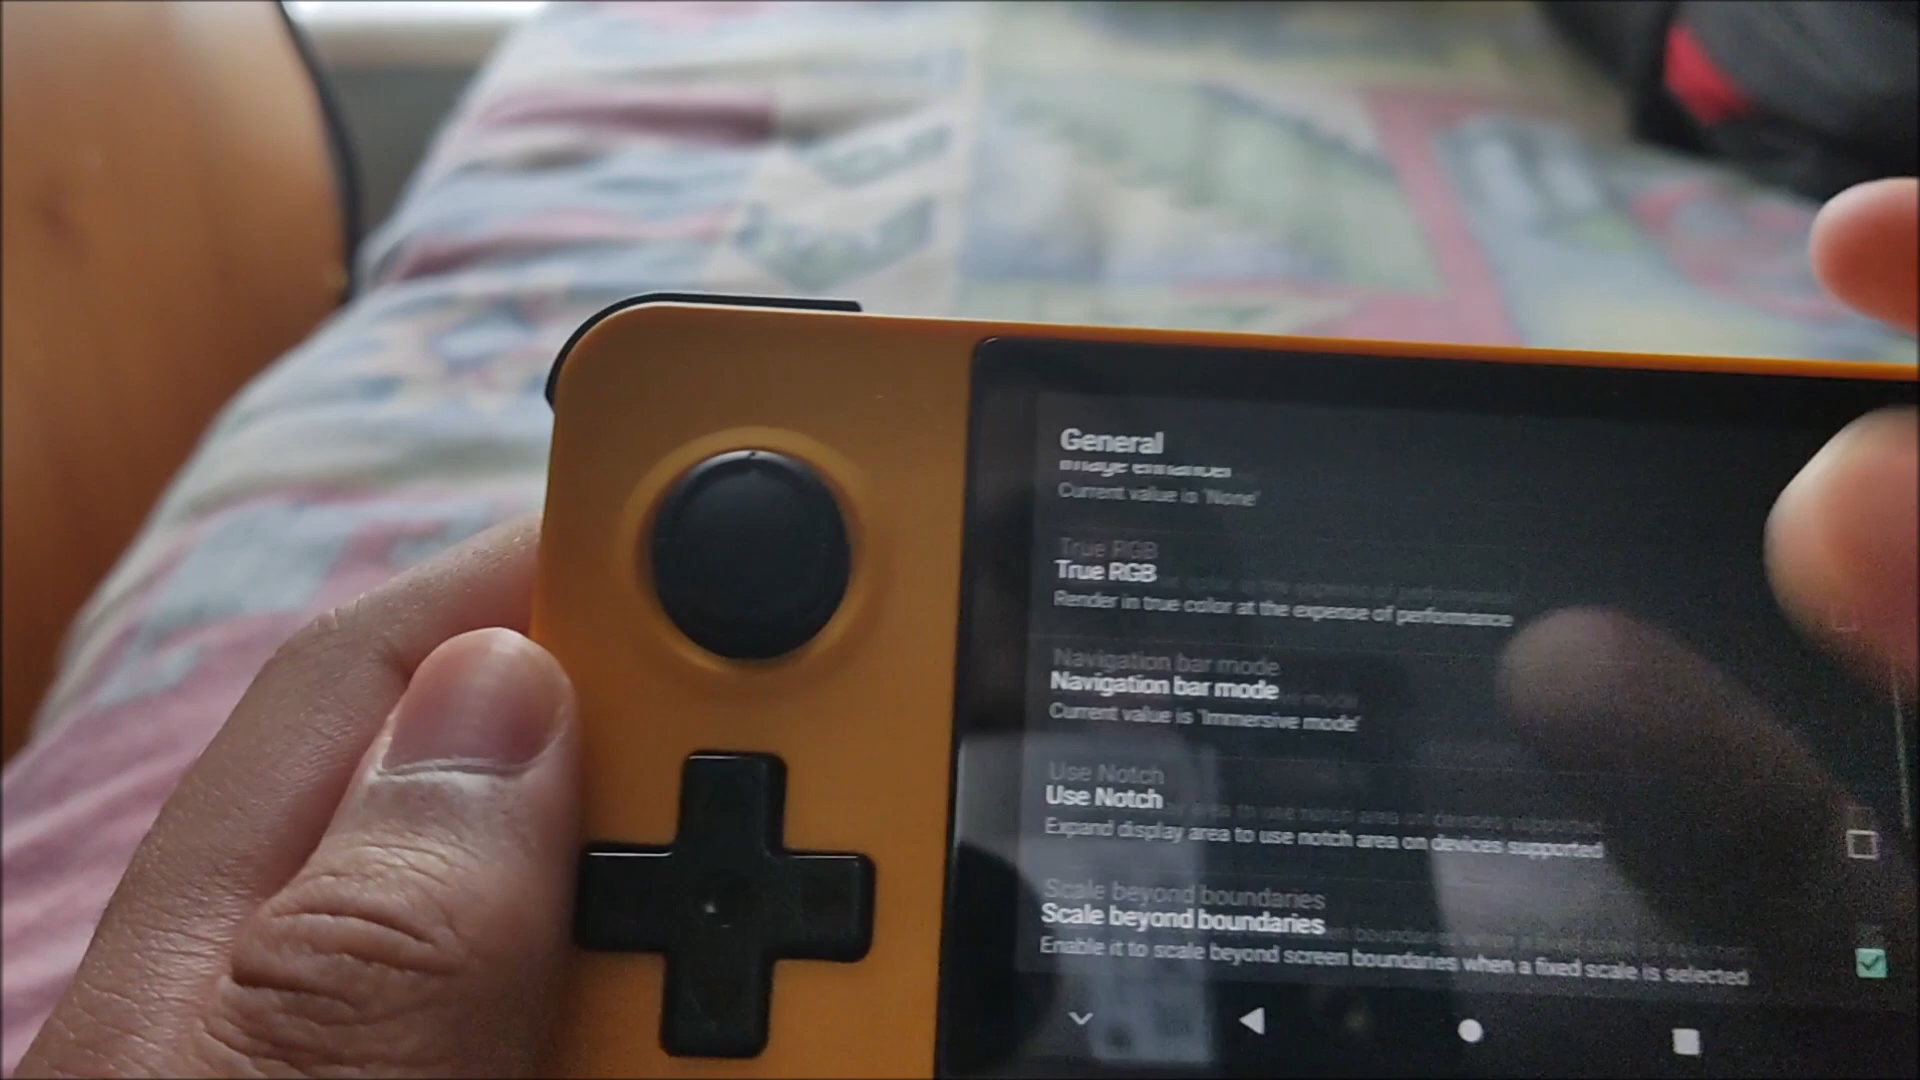 General
Image enhancer
Current value is 'None'
True RGB
Render in true color at the expense of performance
Navigation bar mode
Current value is 'Immersive mode'
Use Notch
Expand display area to use notch area on devices supported
Scale beyond boundaries
Enable it to scale beyond screen boundaries when a fixed scale is selected